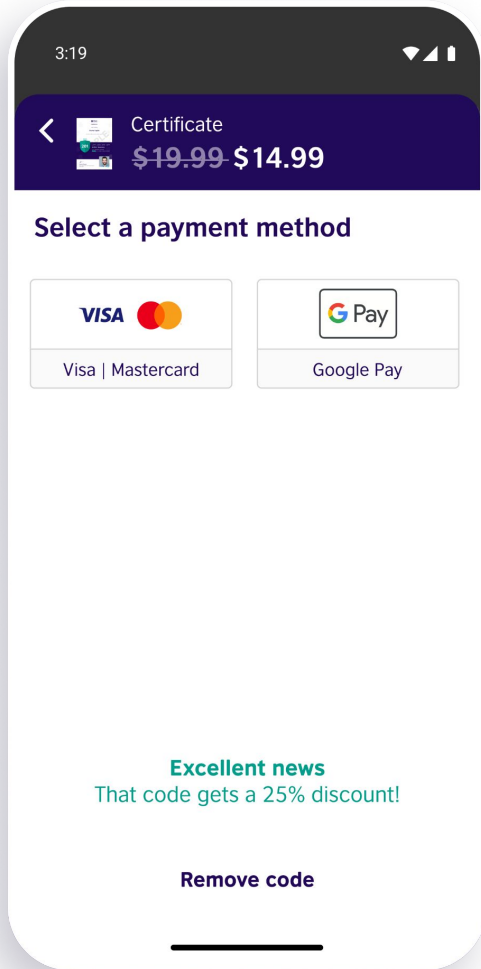 3:19
Certificate
$19.99 $14.99
Select a payment method
VISA
G Pay
Visa | Mastercard
Google Pay
Excellent news
That code gets a 25% discount!
Remove code